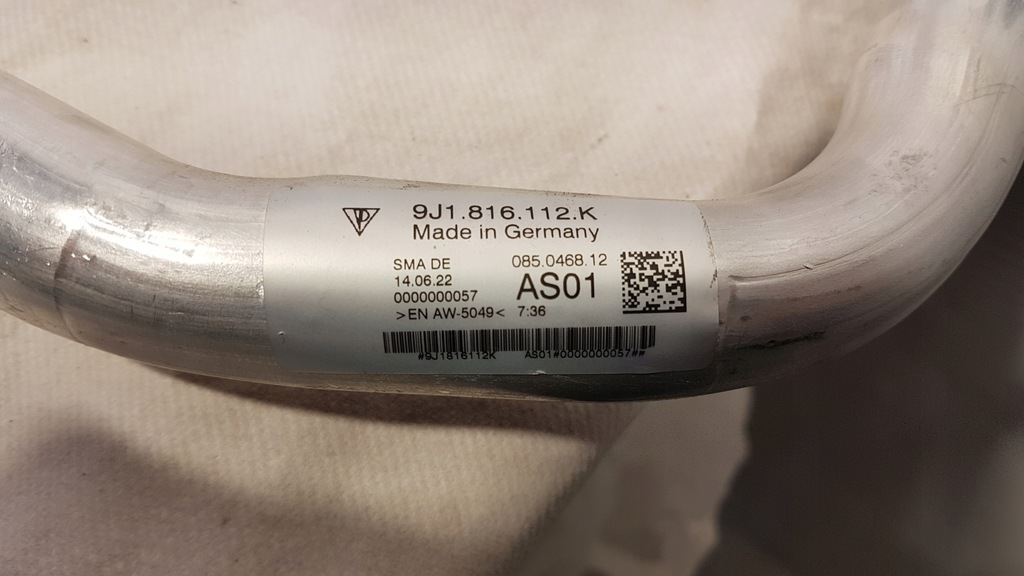 9J1.816.112.K
Made in Germany
SMA DE 085.0468.12
14.06.22 AS01
0000000057
>EN AW-5049< 7:36
#9J1816112K AS01#0000000057##